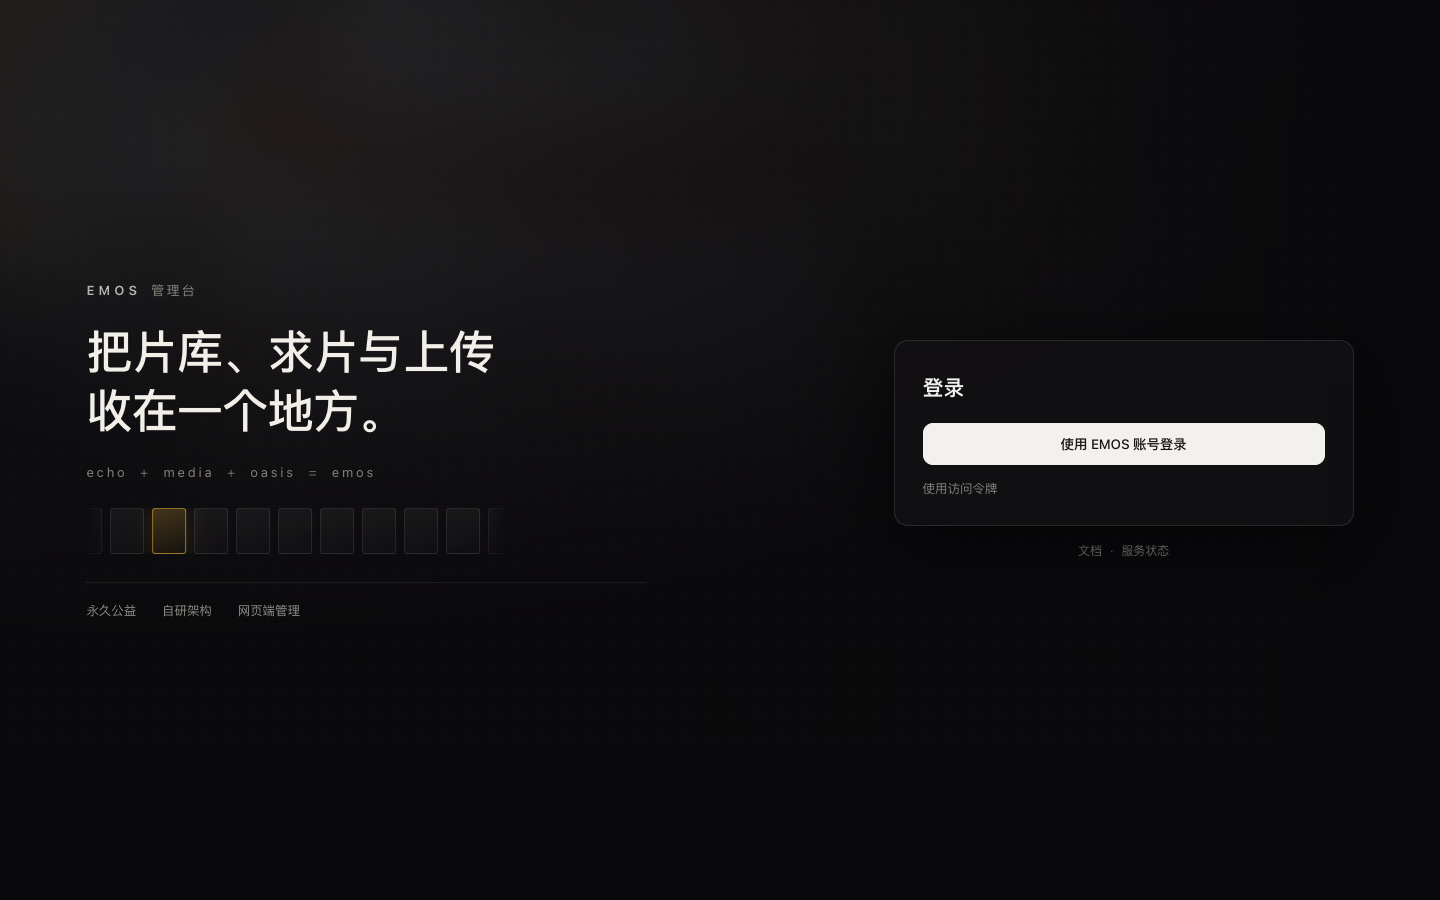 EMOS 管理台
把片库、求片与上传
收在一个地方。
echo + media + oasis = emos
永久公益 自研架构 网页端管理
登录
使用 EMOS 账号登录
使用访问令牌
文档 · 服务状态